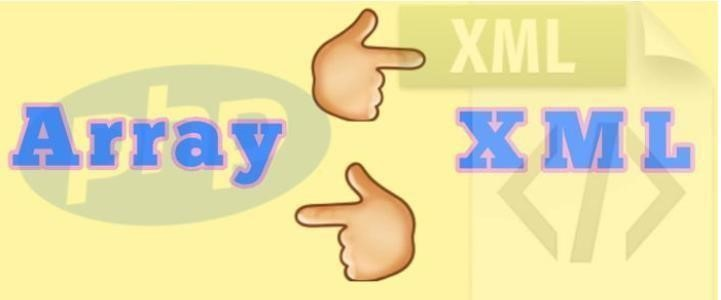 XML
Array XML
php
</>